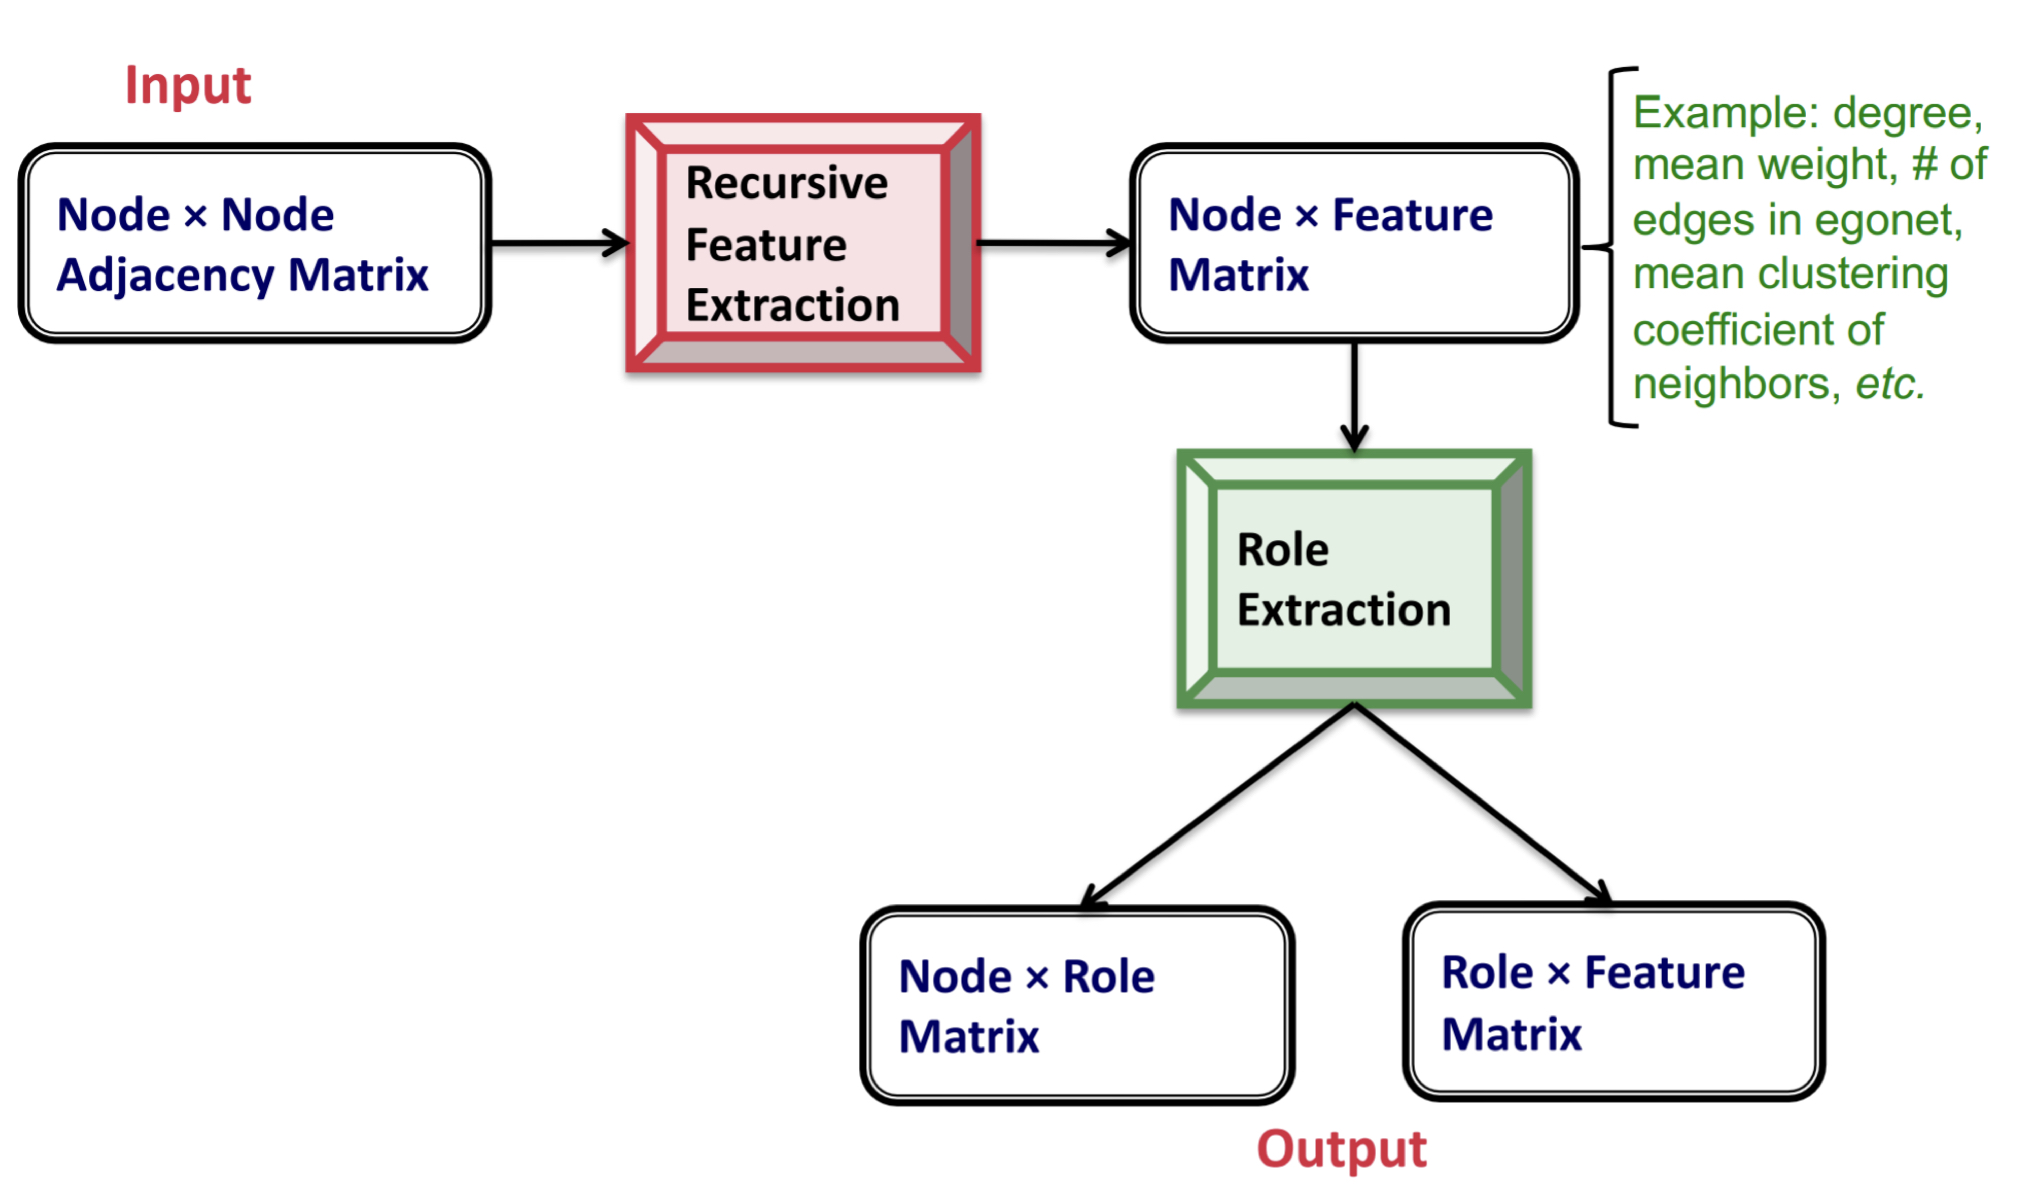 Input
Node × Node
Adjacency Matrix
Recursive
Feature
Extraction
Node × Feature
Matrix
Example: degree,
mean weight, # of
edges in egonet,
mean clustering
coefficient of
neighbors, etc.
Role
Extraction
Node × Role
Matrix
Role × Feature
Matrix
Output